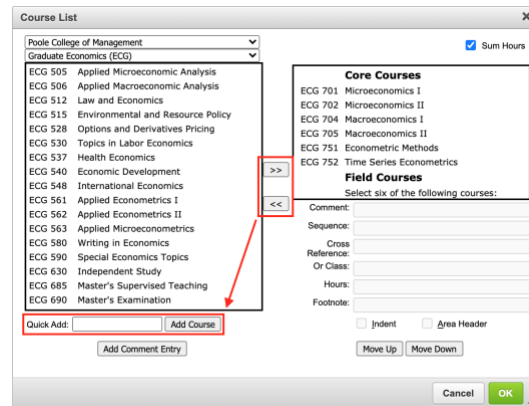 Course List
Poole College of Management
Graduate Economics (ECG)
ECG 505 Applied Microeconomic Analysis
ECG 506 Applied Macroeconomic Analysis
ECG 512 Law and Economics
ECG 515 Environmental and Resource Policy
ECG 528 Options and Derivatives Pricing
ECG 530 Topics in Labor Economics
ECG 537 Health Economics
ECG 540 Economic Development
ECG 548 International Economics
ECG 561 Applied Econometrics I
ECG 562 Applied Econometrics II
ECG 563 Applied Microeconometrics
ECG 580 Writing in Economics
ECG 590 Special Economics Topics
ECG 630 Independent Study
ECG 685 Master's Supervised Teaching
ECG 690 Master's Examination
Quick Add: Add Course
Add Comment Entry
>>
<<
Sum Hours
Core Courses
ECG 701 Microeconomics I
ECG 702 Microeconomics II
ECG 704 Macroeconomics I
ECG 705 Macroeconomics II
ECG 751 Econometric Methods
ECG 752 Time Series Econometrics
Field Courses
Select six of the following courses:
Comment:
Sequence:
Cross
Reference:
Or Class:
Hours:
Footnote:
Indent Area Header
Move Up Move Down
Cancel OK